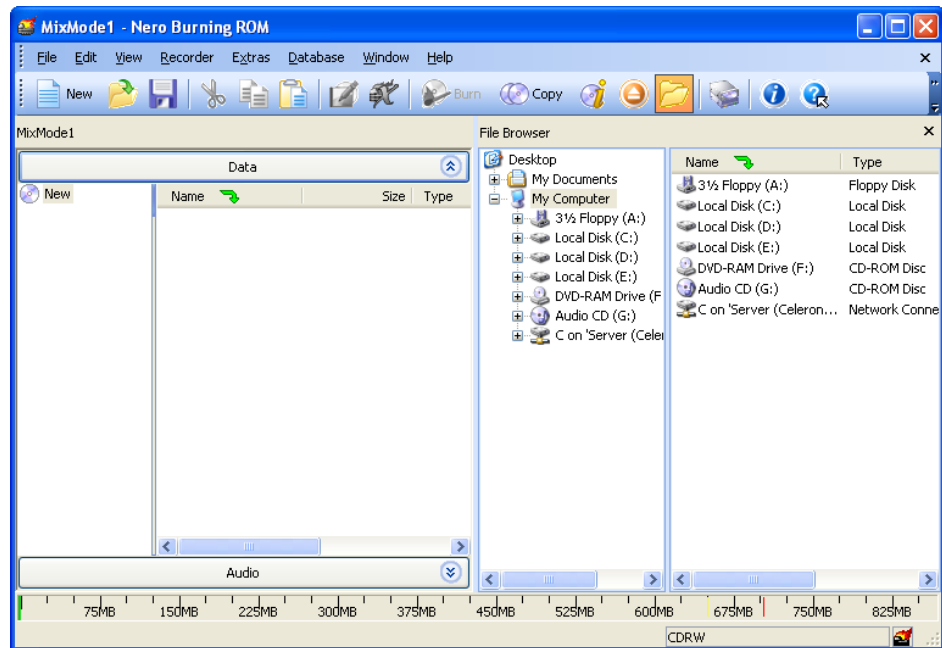 MixMode1 - Nero Burning ROM
File Edit View Recorder Extras Database Window Help
New Burn Copy
MixMode1
File Browser
Data
New
Name Size Type
Audio
Desktop
My Documents
My Computer
3½ Floppy (A:)
Local Disk (C:)
Local Disk (D:)
Local Disk (E:)
DVD-RAM Drive (F
Audio CD (G:)
C on 'Server (Celer
Name Type
3½ Floppy (A:) Floppy Disk
Local Disk (C:) Local Disk
Local Disk (D:) Local Disk
Local Disk (E:) Local Disk
DVD-RAM Drive (F:) CD-ROM Disc
Audio CD (G:) CD-ROM Disc
C on 'Server (Celeron... Network Conne
75MB 150MB 225MB 300MB 375MB 450MB 525MB 600MB 675MB 750MB 825MB
CDRW